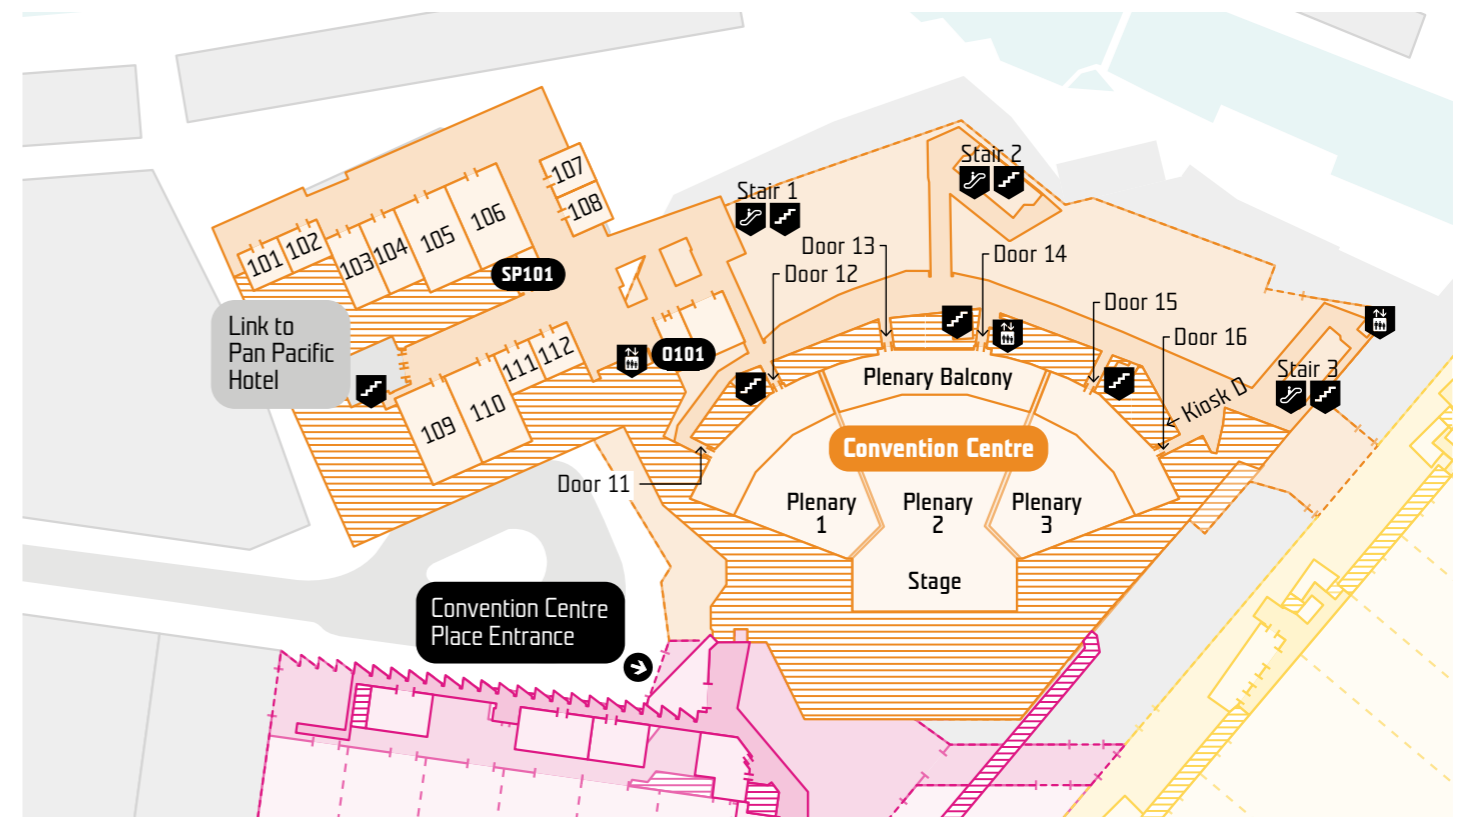 107
108
Stair 2
Stair 1
106
105
104
103
102
101
SP101
Door 13
Door 12
Door 14
Door 15
Door 16
Link to
Pan Pacific
Hotel
112
111
110
109
O101
Plenary Balcony
Stair 3
Kiosk D
Convention Centre
Door 11
Plenary
1
Plenary
2
Plenary
3
Stage
Convention Centre
Place Entrance